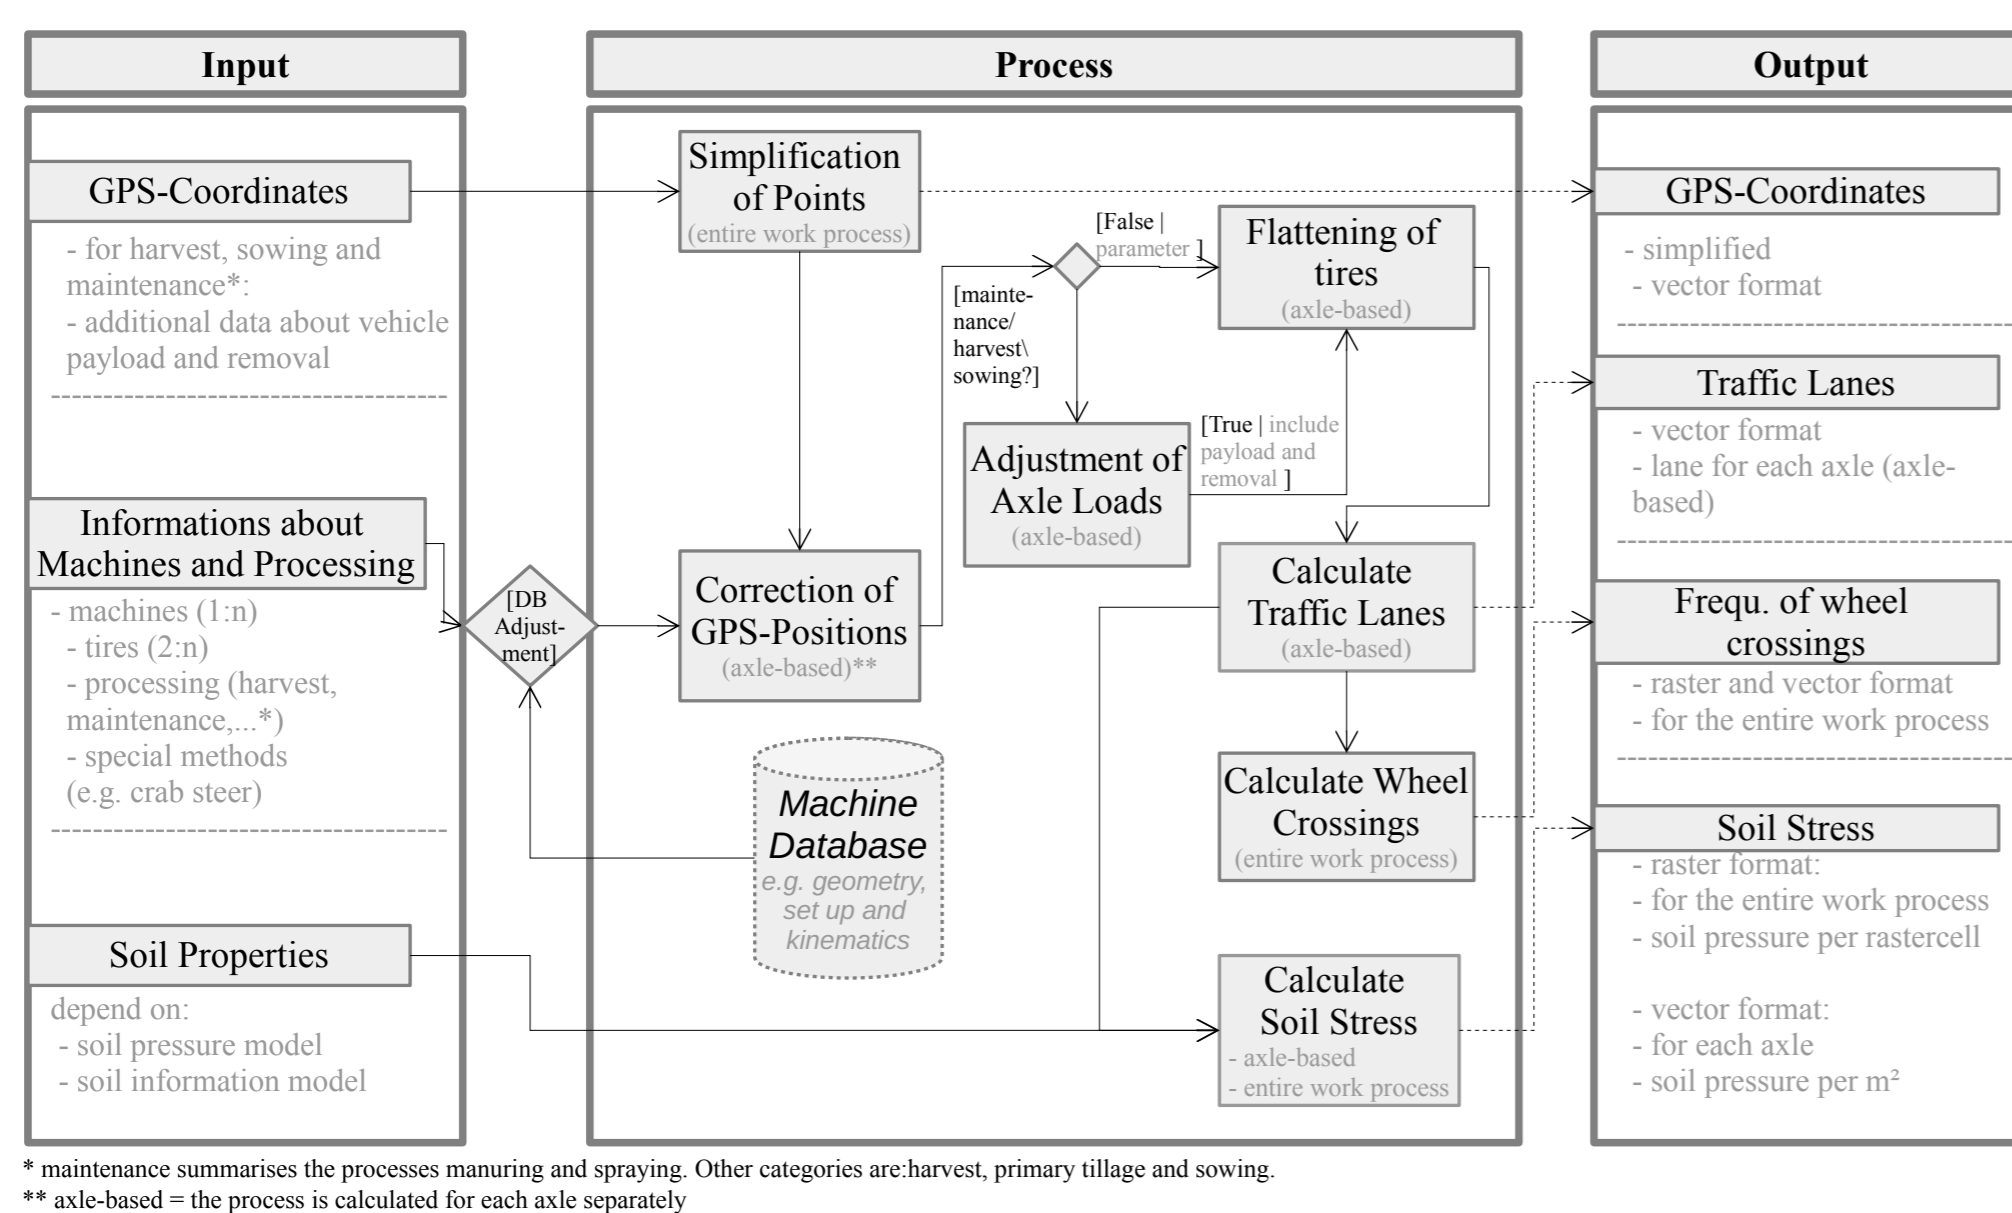 Input
Process
Output
GPS-Coordinates
- for harvest, sowing and
maintenance*:
- additional data about vehicle
payload and removal
Informations about
Machines and Processing
- machines (1:n)
- tires (2:n)
- processing (harvest,
maintenance,...*)
- special methods
(e.g. crab steer)
Soil Properties
depend on:
- soil pressure model
- soil information model
[DB
Adjust-
ment]
Simplification
of Points
(entire work process)
Correction of
GPS-Positions
(axle-based)**
Machine
Database
e.g. geometry,
set up and
kinematics
[mainte-
nance/
harvest\
sowing?]
[False |
parameter ]
Adjustment of
Axle Loads
(axle-based)
[True | include
payload and
removal ]
Flattening of
tires
(axle-based)
Calculate
Traffic Lanes
(axle-based)
Calculate Wheel
Crossings
(entire work process)
Calculate
Soil Stress
- axle-based
- entire work process
GPS-Coordinates
- simplified
- vector format
Traffic Lanes
- vector format
- lane for each axle (axle-
based)
Frequ. of wheel
crossings
- raster and vector format
- for the entire work process
Soil Stress
- raster format:
- for the entire work process
- soil pressure per rastercell
- vector format:
- for each axle
- soil pressure per m²
* maintenance summarises the processes manuring and spraying. Other categories are:harvest, primary tillage and sowing.
** axle-based = the process is calculated for each axle separately